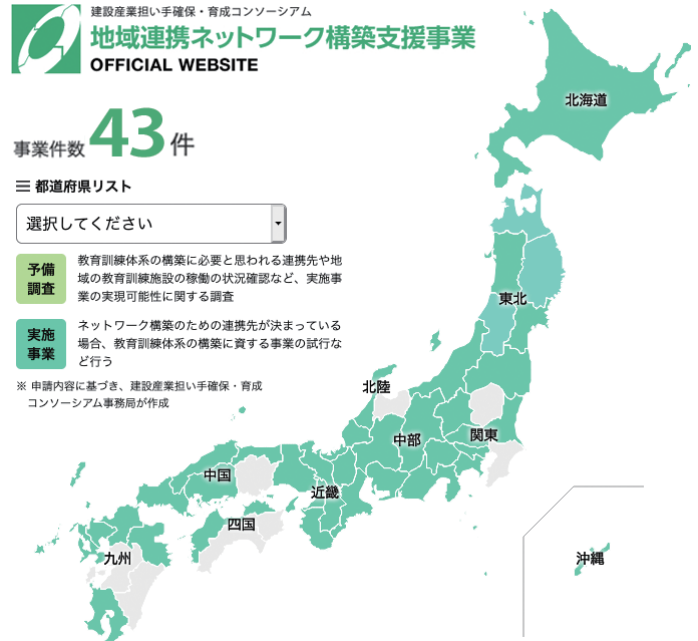 建設産業担い手確保・育成コンソーシアム
地域連携ネットワーク構築支援事業
OFFICIAL WEBSITE
事業件数43件
都道府県リスト
選択してください
予備
調査
教育訓練体系の構築に必要と思われる連携先や地
域の教育訓練施設の稼働の状況確認など、実施事
業の実現可能性に関する調査
実施
事業
ネットワーク構築のための連携先が決まっている
場合、教育訓練体系の構築に資する事業の試行な
ど行う
※ 申請内容に基づき、建設産業担い手確保・育成
コンソーシアム事務局が作成
北海道
東北
北陸
関東
中部
中国
近畿
四国
九州
沖縄